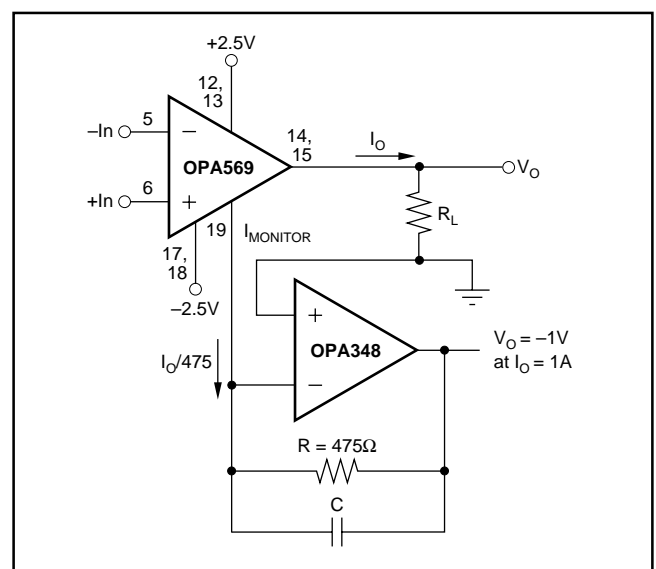 +2.5V
12,
13
–In
5
–
14,
15
I_O
V_O
OPA569
+In
6
+
19
I_MONITOR
R_L
17,
18
–2.5V
+
OPA348
–
V_O = –1V
at I_O = 1A
I_O/475
R = 475Ω
C